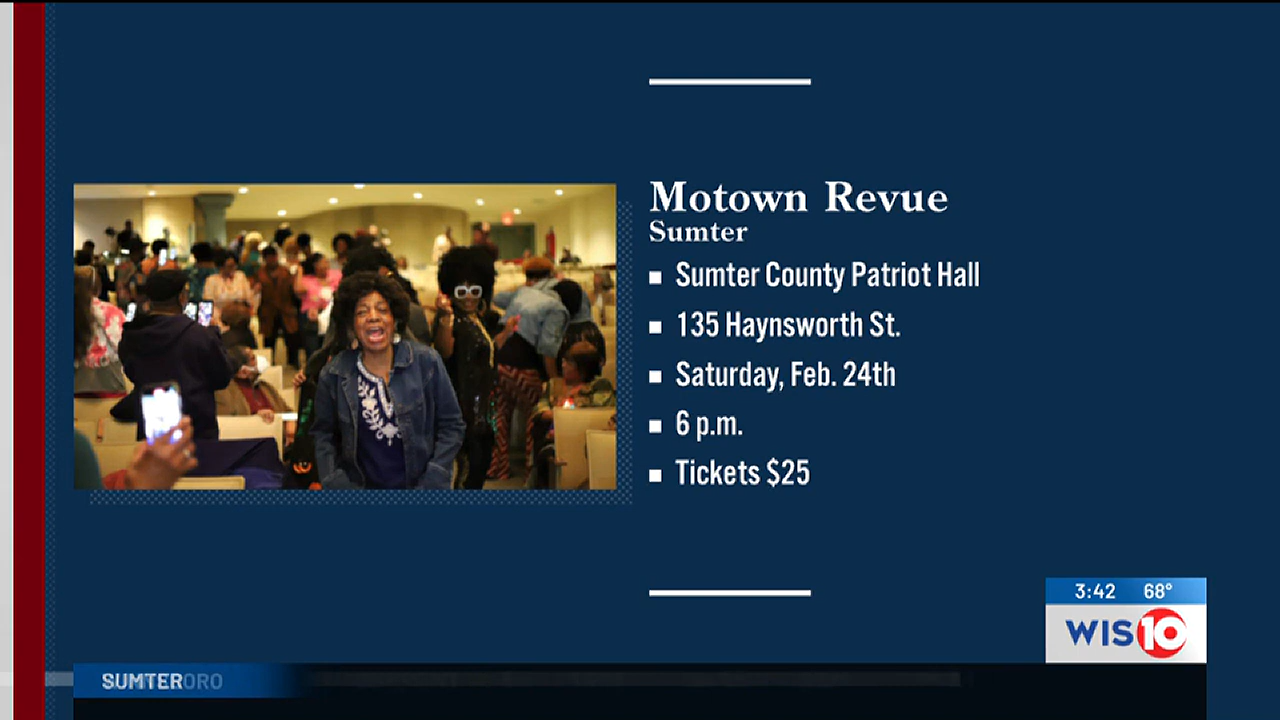 Motown Revue
Sumter
Sumter County Patriot Hall
135 Haynsworth St.
Saturday, Feb. 24th
6 p.m.
Tickets $25
3:42 68°
WIS10
SUMTER